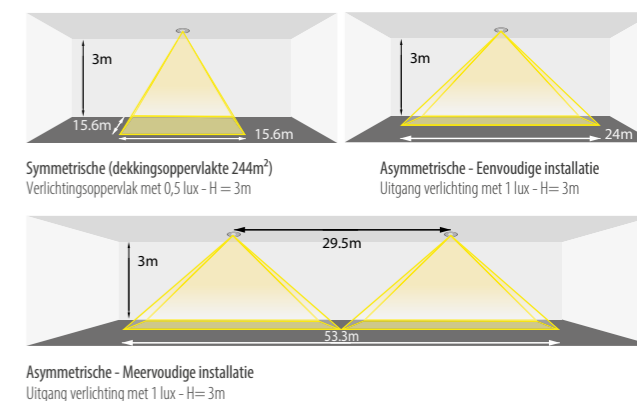 3m
15.6m
15.6m
Symmetrische (dekkingsoppervlakte 244m²)
Verlichtingsoppervlak met 0,5 lux - H = 3m
3m
24m
Asymmetrische - Eenvoudige installatie
Uitgang verlichting met 1 lux - H= 3m
29.5m
3m
53.3m
Asymmetrische - Meervoudige installatie
Uitgang verlichting met 1 lux - H= 3m